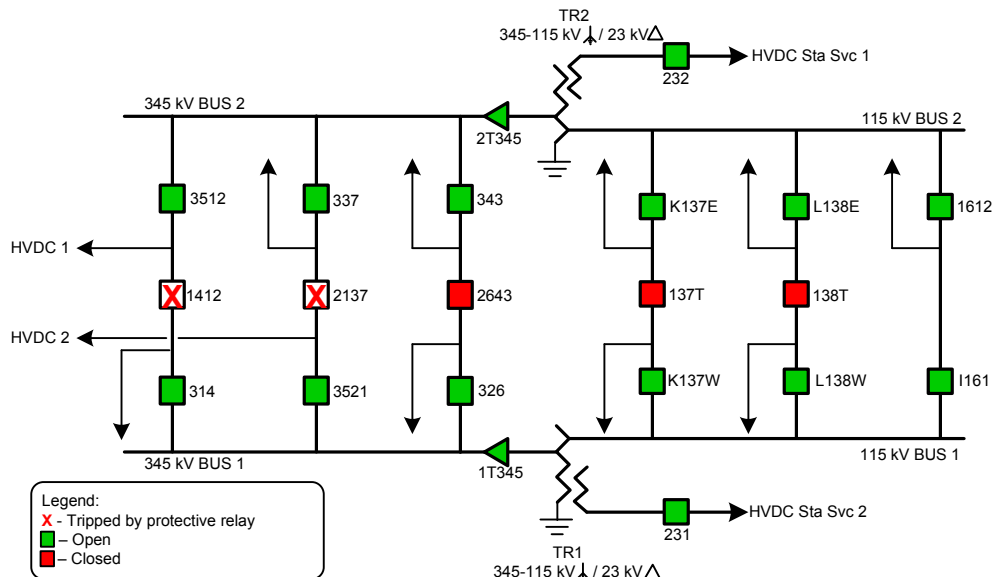 TR2
345-115 kV / 23 kV
HVDC Sta Svc 1
232
345 kV BUS 2
2T345
115 kV BUS 2
3512
337
343
K137E
L138E
1612
HVDC 1
X 1412
X 2137
2643
137T
138T
HVDC 2
314
3521
326
K137W
L138W
I161
345 kV BUS 1
1T345
115 kV BUS 1
HVDC Sta Svc 2
231
TR1
345-115 kV / 23 kV
Legend:
X - Tripped by protective relay
– Open
– Closed